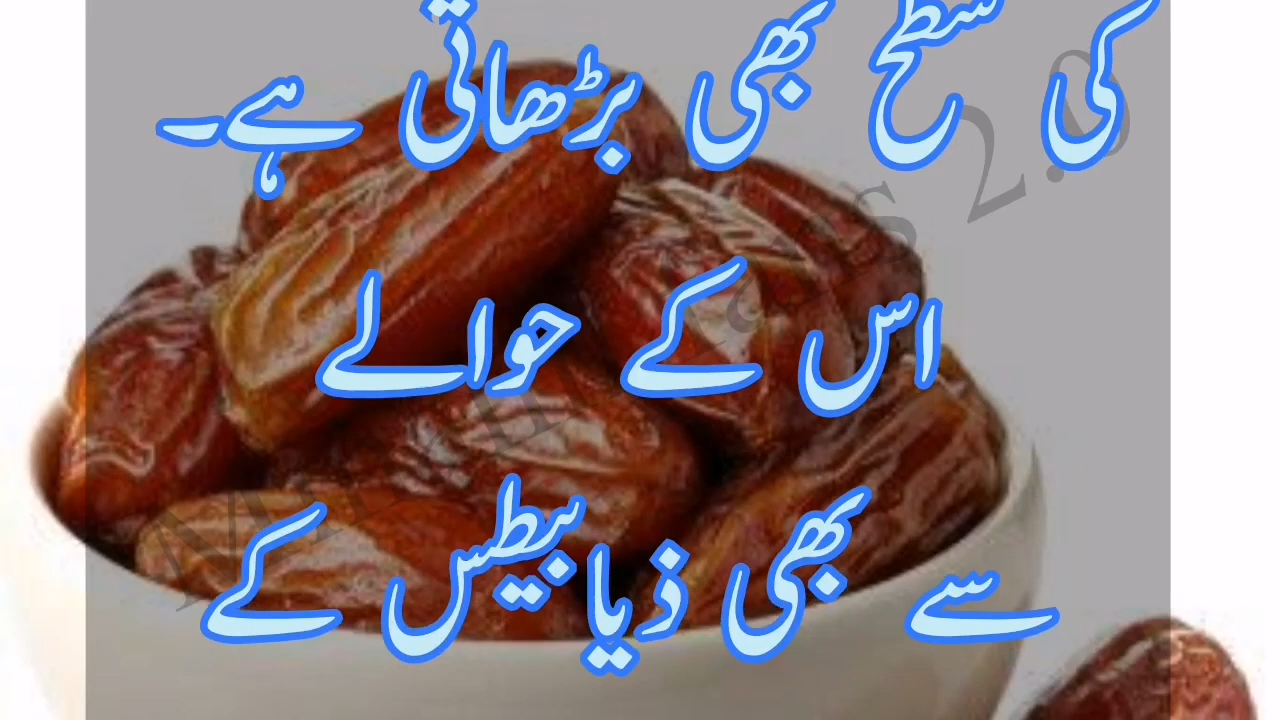 کی سطح بھی بڑھاتی ہے۔
اس کے حوالے
سے بھی ذیابیطس کے